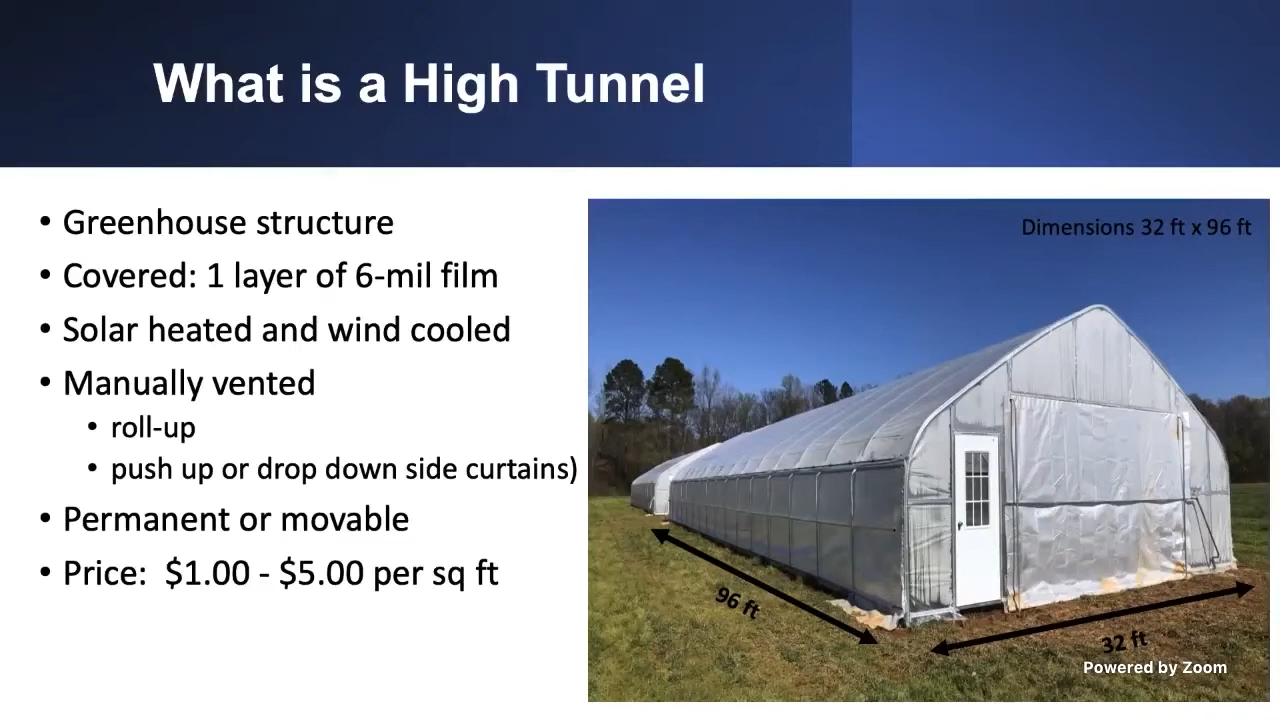 What is a High Tunnel
• Greenhouse structure
• Covered: 1 layer of 6-mil film
• Solar heated and wind cooled
• Manually vented
• roll-up
• push up or drop down side curtains)
• Permanent or movable
• Price:  $1.00 - $5.00 per sq ft
Dimensions 32 ft x 96 ft
96 ft
32 ft
Powered by Zoom